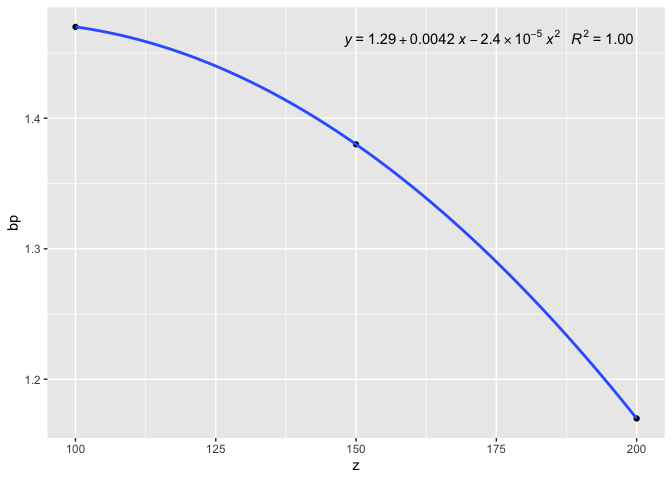 y = 1.29 + 0.0042 x − 2.4 × 10⁻⁵ x² R² = 1.00
1.4
1.3
1.2
bp
100 125 150 175 200
z